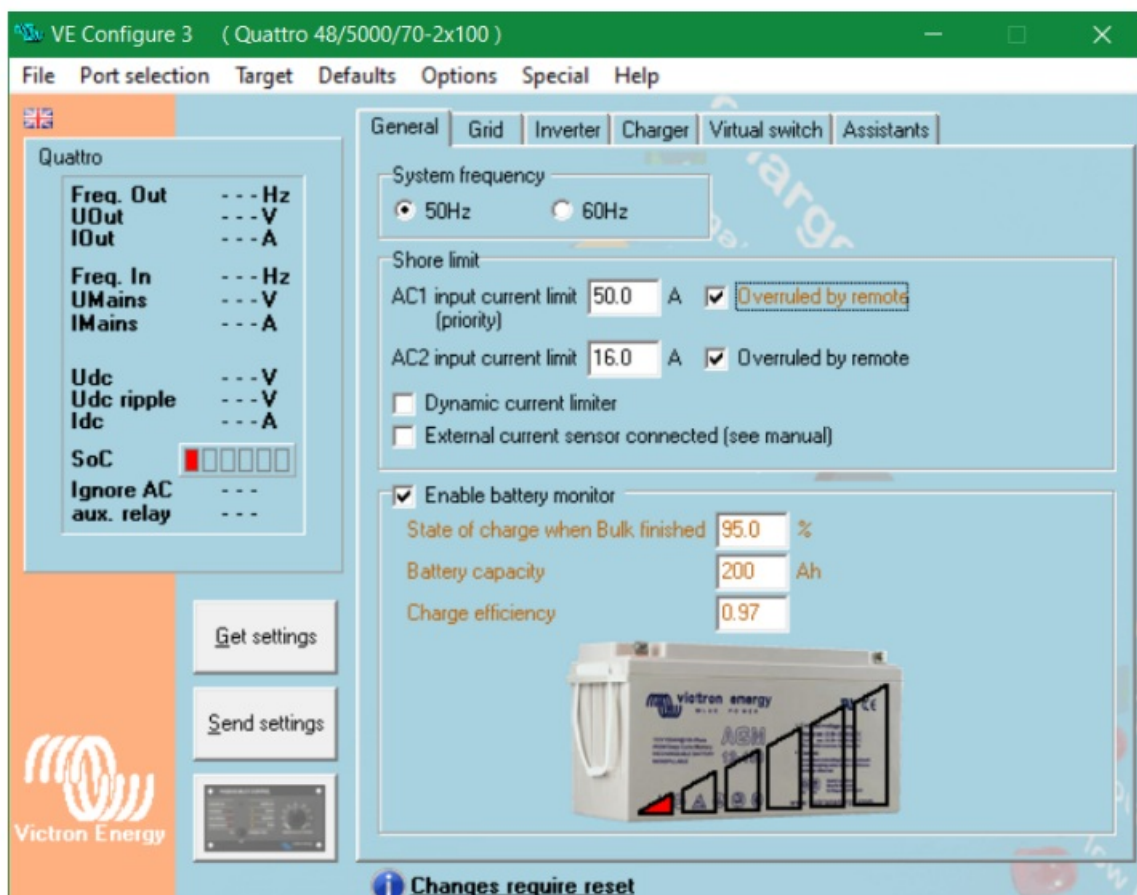 VE Configure 3 ( Quattro 48/5000/70-2x100 )
File Port selection Target Defaults Options Special Help
General Grid Inverter Charger Virtual switch Assistants
Quattro
Freq. Out - - - Hz
UOut - - - V
IOut - - - A
Freq. In - - - Hz
UMains - - - V
IMains - - - A
Udc - - - V
Udc ripple - - - V
Idc - - - A
SoC
Ignore AC - - -
aux. relay - - -
Get settings
Send settings
Victron Energy
System frequency
50Hz 60Hz
Shore limit
AC1 input current limit 50.0 A Overruled by remote
(priority)
AC2 input current limit 16.0 A Overruled by remote
Dynamic current limiter
External current sensor connected (see manual)
Enable battery monitor
State of charge when Bulk finished 95.0 %
Battery capacity 200 Ah
Charge efficiency 0.97
victron energy
BLUE POWER
AGM
Changes require reset